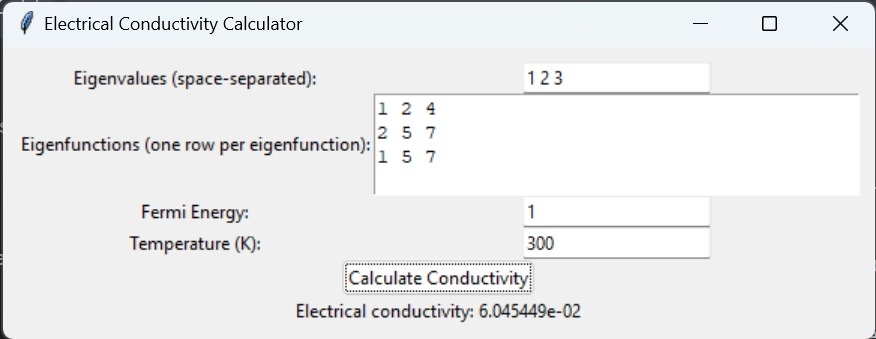 Electrical Conductivity Calculator
Eigenvalues (space-separated): 1 2 3
Eigenfunctions (one row per eigenfunction):
1 2 4
2 5 7
1 5 7
Fermi Energy: 1
Temperature (K): 300
Calculate Conductivity
Electrical conductivity: 6.045449e-02